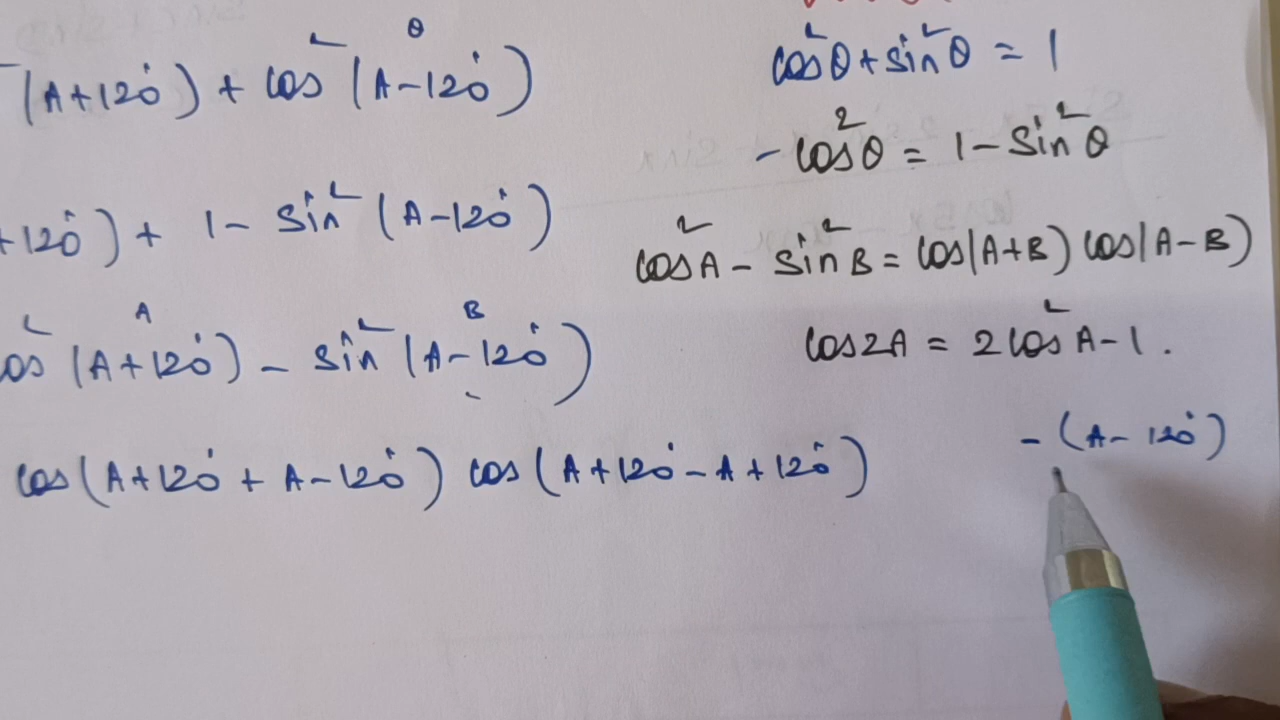 (A+120°) + cos² (A-120°)
θ
+120°) + 1 - sin² (A-120°)
cos² (A+120°) - sin² (A-120°)
A B
cos(A+120° + A-120°) cos(A+120° - A+120°)
cos²θ + sin²θ = 1
- cos²θ = 1 - sin²θ
cos²A - sin²B = cos(A+B) cos(A-B)
cos2A = 2cos²A - 1.
- (A - 120°)